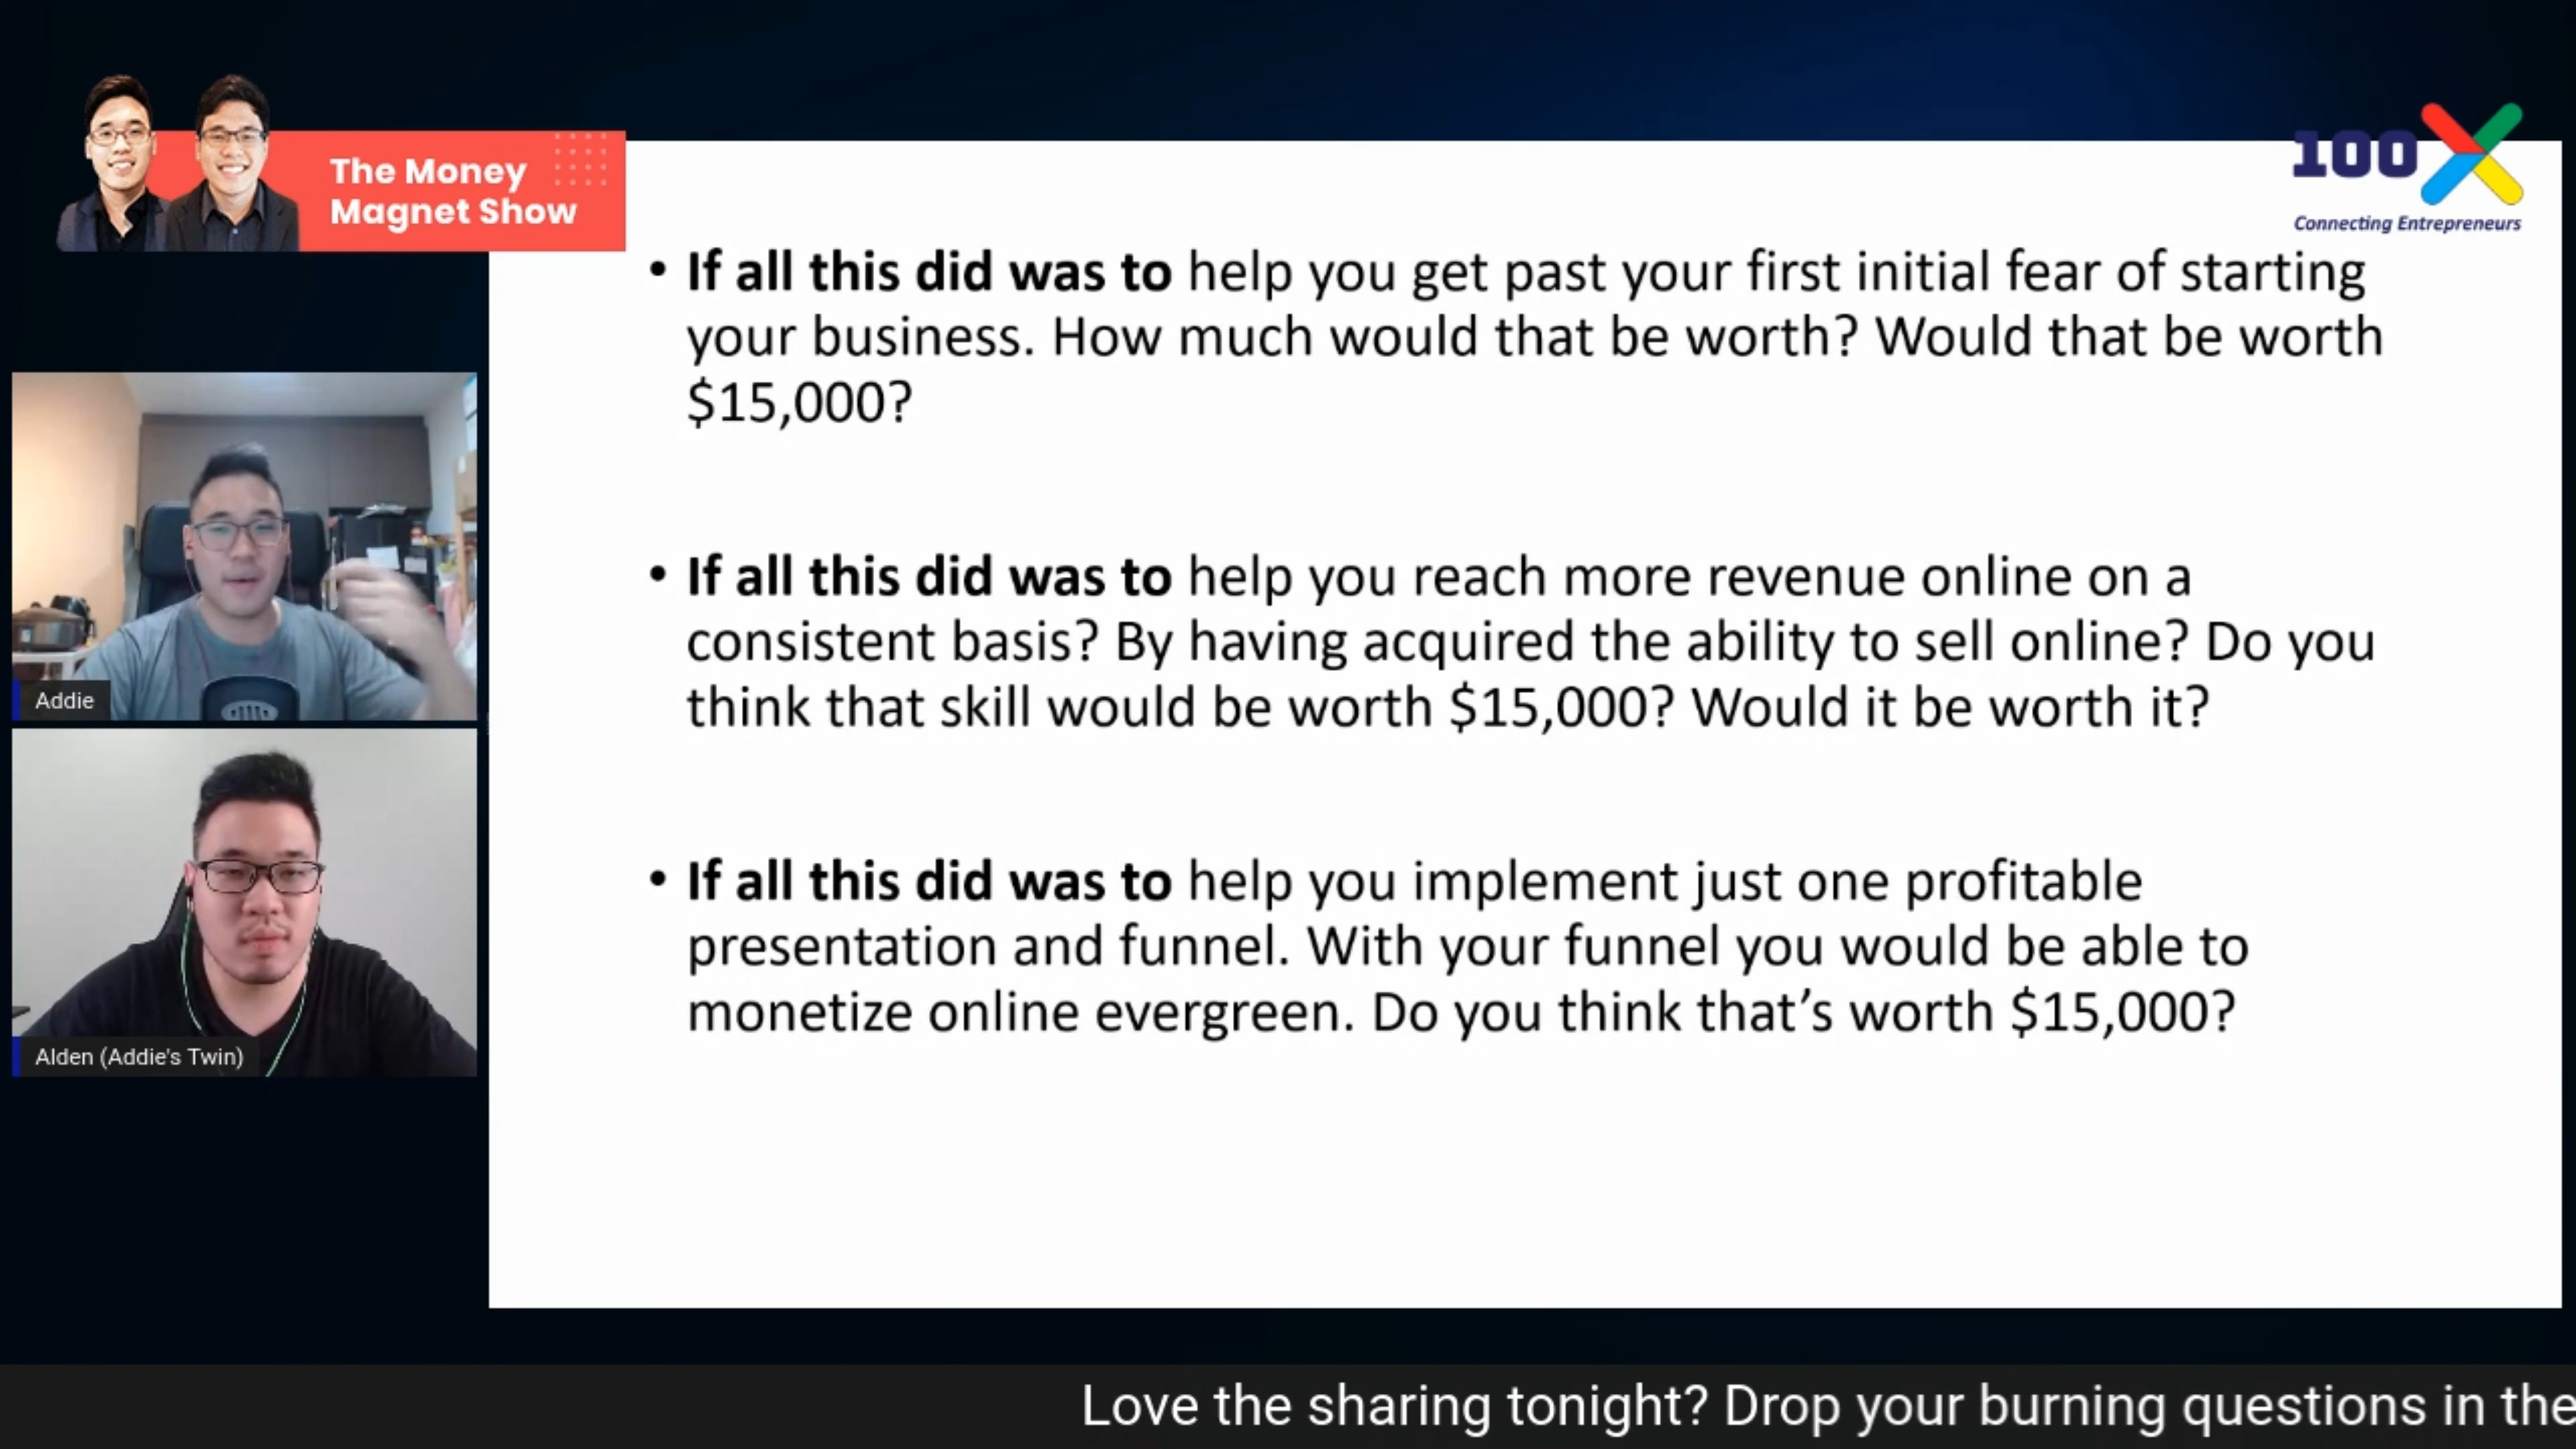 The Money
Magnet Show
100X
Connecting Entrepreneurs
• If all this did was to help you get past your first initial fear of starting
your business. How much would that be worth? Would that be worth
$15,000?
• If all this did was to help you reach more revenue online on a
consistent basis? By having acquired the ability to sell online? Do you
think that skill would be worth $15,000? Would it be worth it?
• If all this did was to help you implement just one profitable
presentation and funnel. With your funnel you would be able to
monetize online evergreen. Do you think that’s worth $15,000?
Addie
Alden (Addie's Twin)
Love the sharing tonight? Drop your burning questions in the